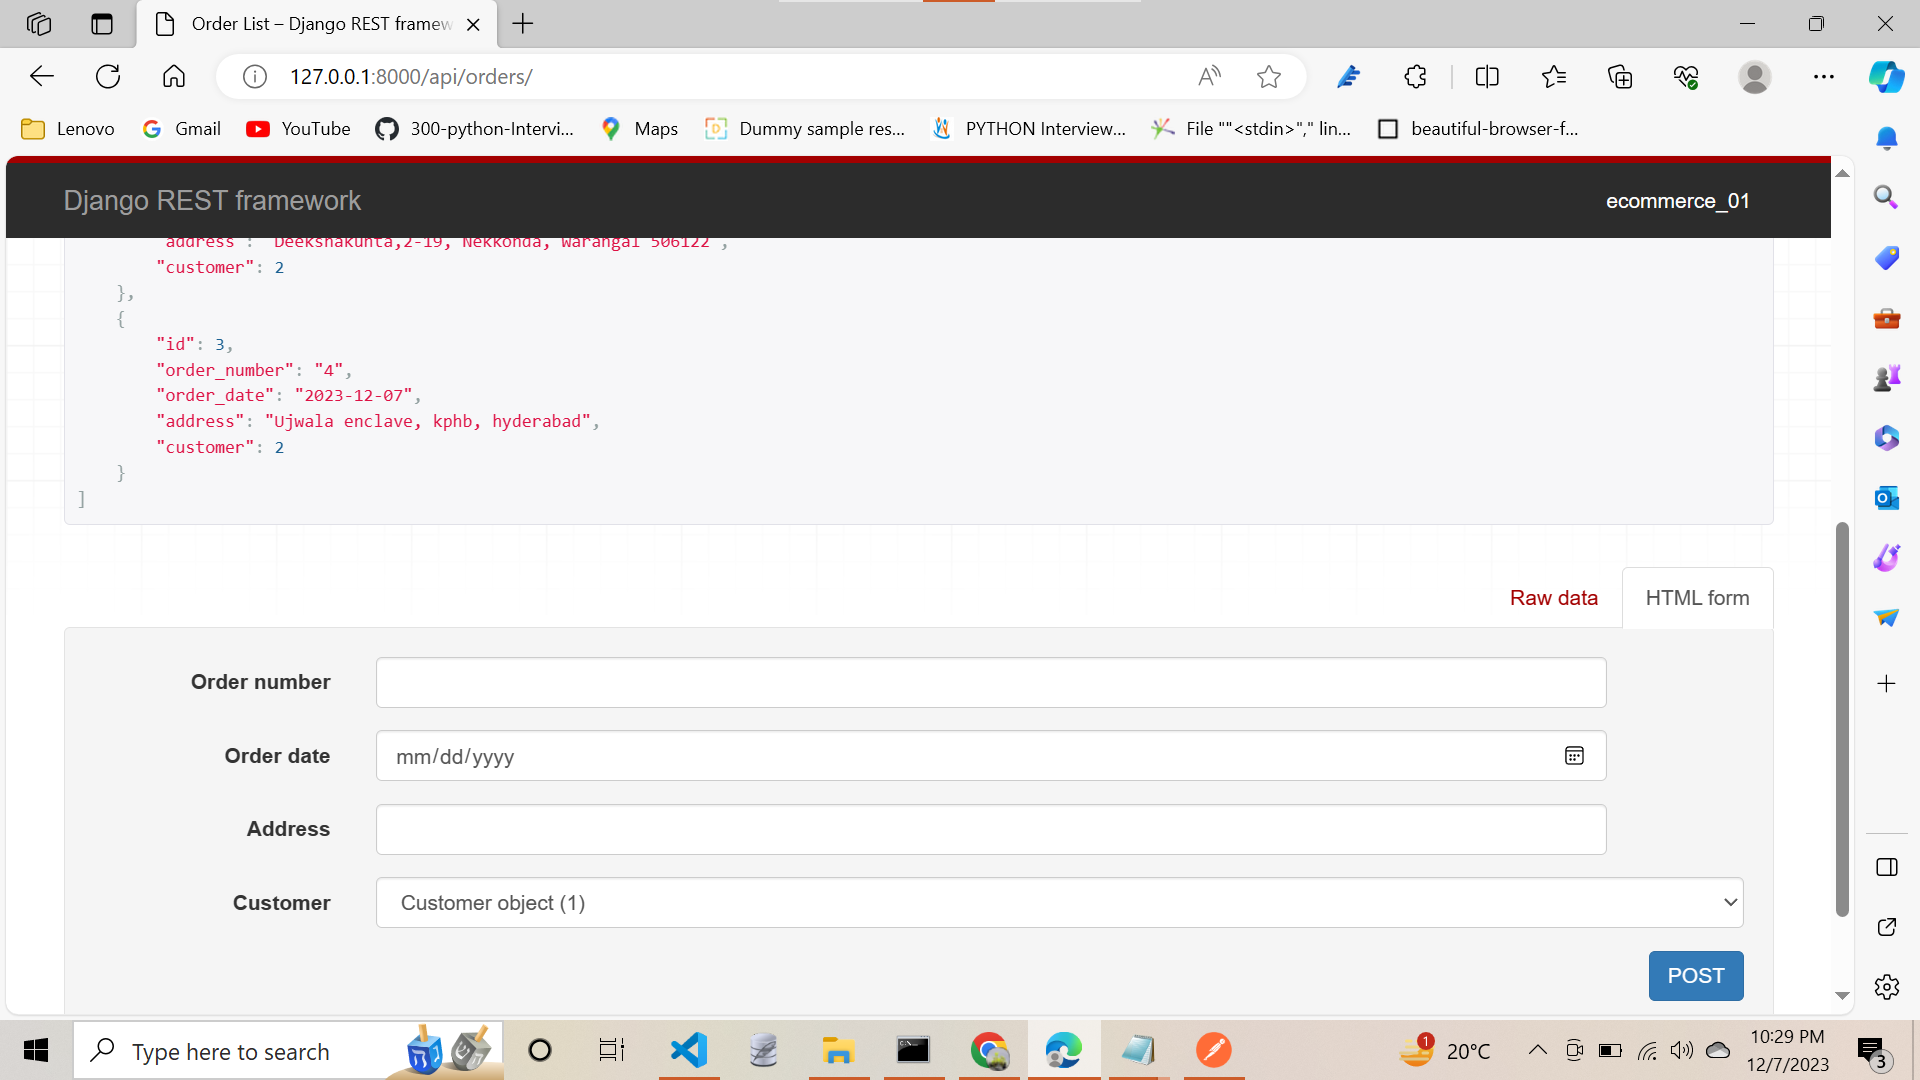 Order List – Django REST framew
127.0.0.1:8000/api/orders/
Lenovo
Gmail
YouTube
300-python-Intervi...
Maps
Dummy sample res...
PYTHON Interview...
File ""<stdin>"," lin...
beautiful-browser-f...
Django REST framework
ecommerce_01
"address": "Deekshakunta,2-19, Nekkonda, Warangal 506122",
"customer": 2
},
{
"id": 3,
"order_number": "4",
"order_date": "2023-12-07",
"address": "Ujwala enclave, kphb, hyderabad",
"customer": 2
}
]
Raw data
HTML form
Order number
Order date
mm/dd/yyyy
Address
Customer
Customer object (1)
POST
Type here to search
1
20°C
10:29 PM
12/7/2023
3